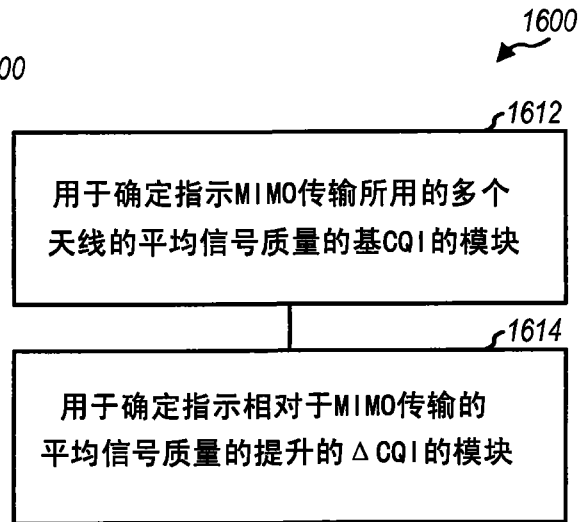 1600
00
1612
用于确定指示MIMO传输所用的多个
天线的平均信号质量的基CQI的模块
1614
用于确定指示相对于MIMO传输的
平均信号质量的提升的ΔCQI的模块